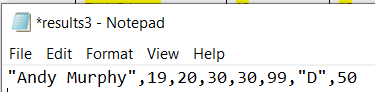 *results3 - Notepad
File Edit Format View Help
"Andy Murphy",19,20,30,30,99,"D",50